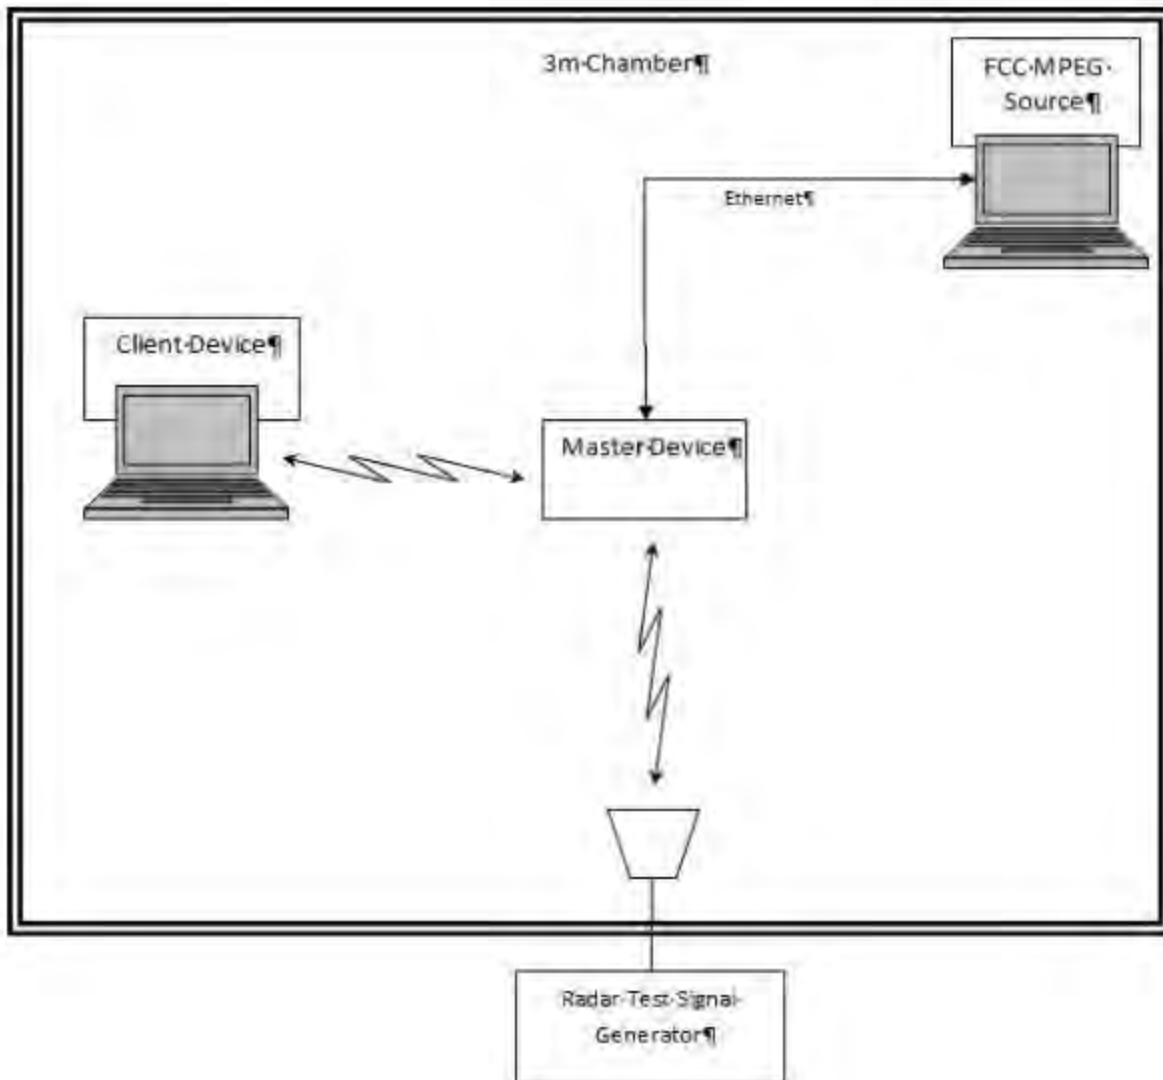 3m·Chamber¶
FCC·MPEG·
Source¶
Ethernet¶
Client·Device¶
Master·Device¶
Radar·Test·Signal·
Generator¶